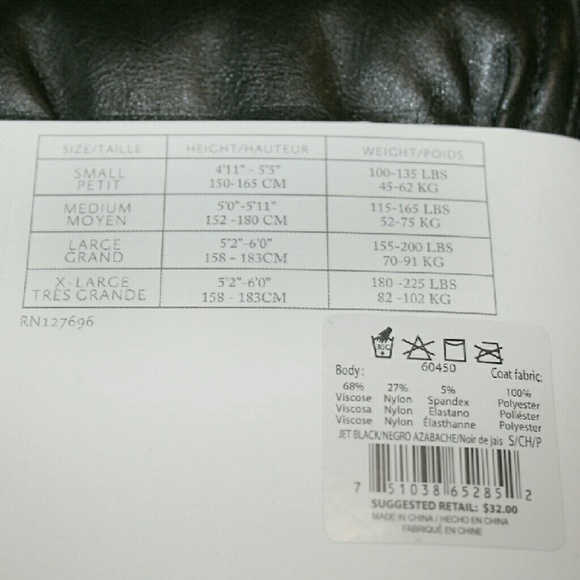 SIZE/TAILLE HEIGHT/HAUTEUR WEIGHT/POIDS
SMALL 4'11" - 5'5" 100-135 LBS
PETIT 150-165 CM 45-62 KG
MEDIUM 5'0"-5'11" 115-165 LBS
MOYEN 152 -180 CM 52-75 KG
LARGE 5'2"-6'0" 155-200 LBS
GRAND 158 - 183CM 70-91 KG
X-LARGE 5'2"-6'0" 180 -225 LBS
TRÈS GRANDE 158 - 183CM 82 -102 KG
RN127696
30C
60450
Body: Coat fabric:
68% 27% 5% 100%
Viscose Nylon Spandex Polyester
Viscosa Nylon Elastano Poliéster
Viscose Nylon Élasthanne Polyester
JET BLACK/NEGRO AZABACHE/Noir de jais S/CH/P
7 51038 65285 2
SUGGESTED RETAIL: $32.00
MADE IN CHINA / HECHO EN CHINA
FABRIQUÉ EN CHINE